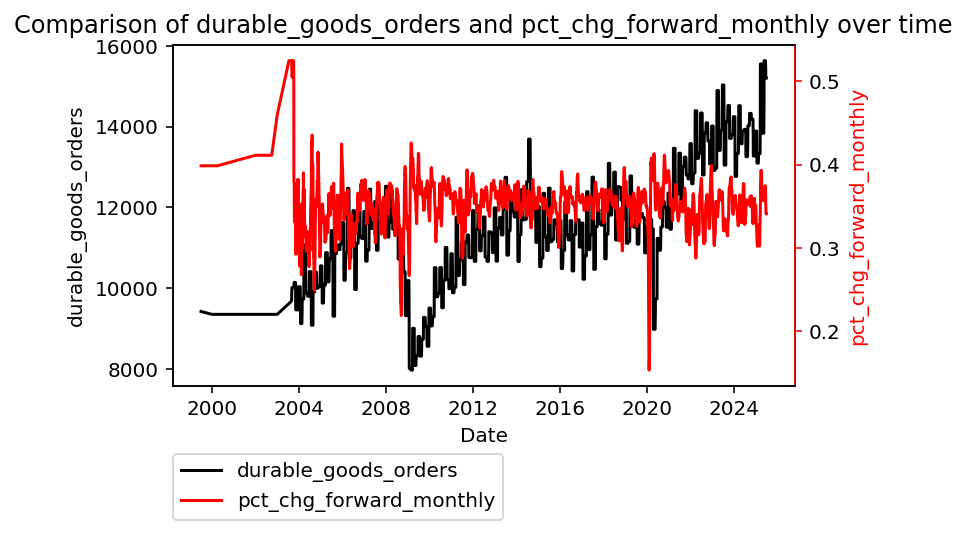 Comparison of durable_goods_orders and pct_chg_forward_monthly over time
16000
14000
12000
10000
8000
durable_goods_orders
0.5
0.4
0.3
0.2
pct_chg_forward_monthly
2000 2004 2008 2012 2016 2020 2024
Date
durable_goods_orders
pct_chg_forward_monthly